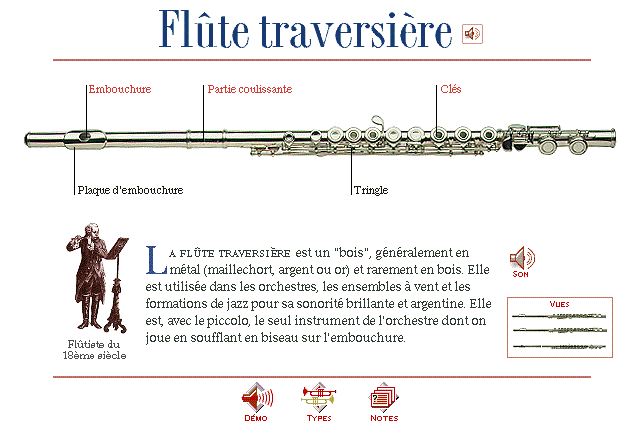 Flûte traversière
Embouchure
Partie coulissante
Clés
Plaque d'embouchure
Tringle
LA FLÛTE TRAVERSIÈRE est un "bois", généralement en
métal (maillechort, argent ou or) et rarement en bois. Elle
est utilisée dans les orchestres, les ensembles à vent et les
formations de jazz pour sa sonorité brillante et argentine. Elle
est, avec le piccolo, le seul instrument de l'orchestre dont on
joue en soufflant en biseau sur l'embouchure.
Flûtiste du
18ème siècle
SON
VUES
DÉMO
TYPES
NOTES